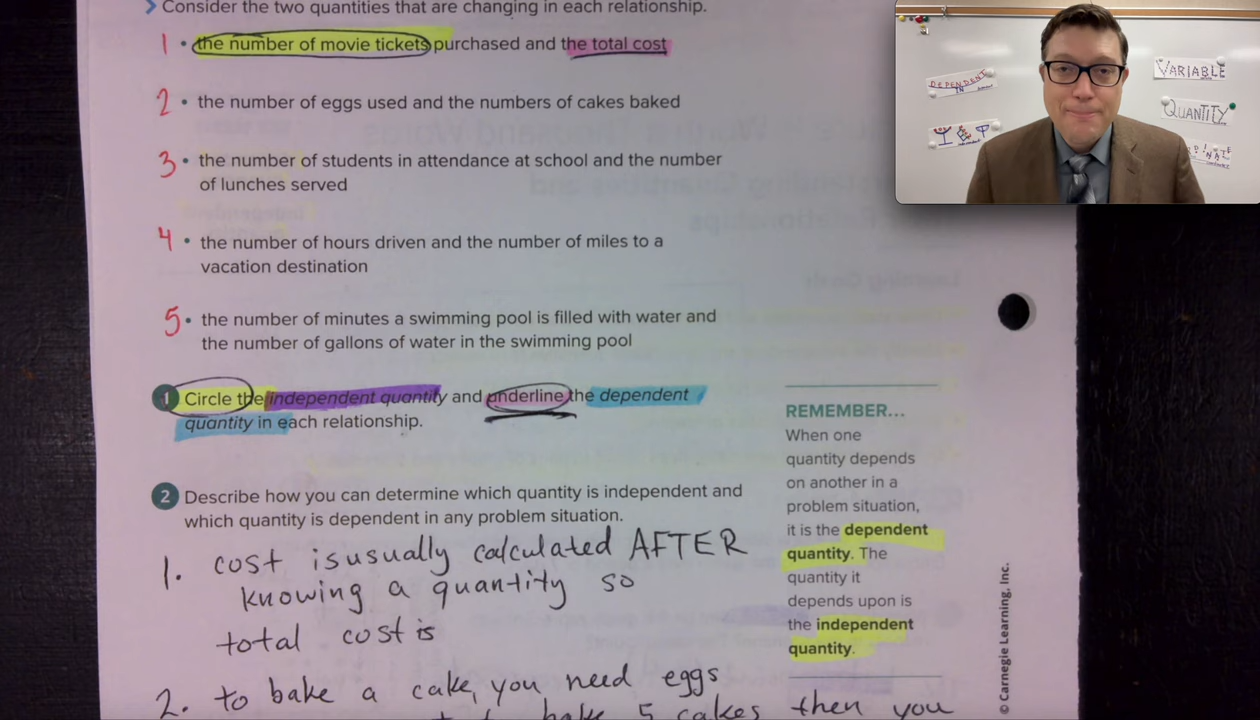 Consider the two quantities that are changing in each relationship.
1 • the number of movie tickets purchased and the total cost
2 • the number of eggs used and the numbers of cakes baked
3 • the number of students in attendance at school and the number
of lunches served
4 • the number of hours driven and the number of miles to a
vacation destination
5 • the number of minutes a swimming pool is filled with water and
the number of gallons of water in the swimming pool
1 Circle the independent quantity and underline the dependent
quantity in each relationship.
2 Describe how you can determine which quantity is independent and
which quantity is dependent in any problem situation.
1. cost is usually calculated AFTER
knowing a quantity so
total cost is
2. to bake a cake, you need eggs
bake 5 cakes then you
REMEMBER...
When one
quantity depends
on another in a
problem situation,
it is the dependent
quantity. The
quantity it
depends upon is
the independent
quantity.
© Carnegie Learning, Inc.
DEPENDENT
IN
VARIABLE
QUANTITY